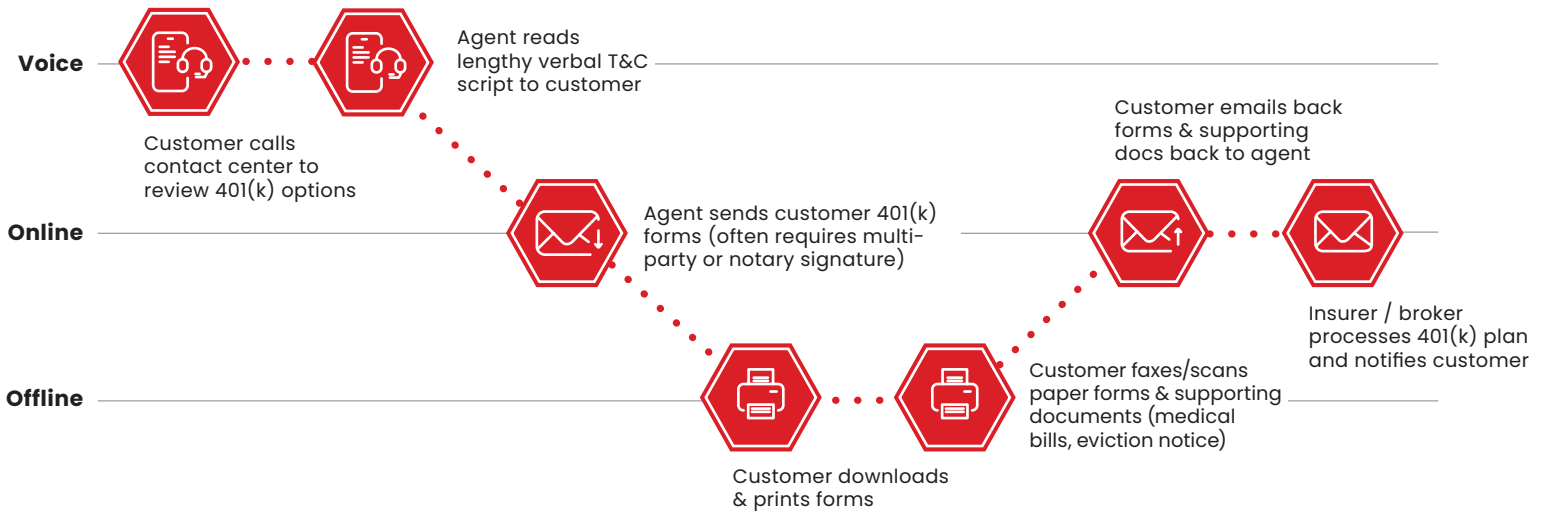 Voice
Customer calls
contact center to
review 401(k) options
Agent reads
lengthy verbal T&C
script to customer
Online
Agent sends customer 401(k)
forms (often requires multi-
party or notary signature)
Offline
Customer downloads
& prints forms
Customer faxes/scans
paper forms & supporting
documents (medical
bills, eviction notice)
Customer emails back
forms & supporting
docs back to agent
Insurer / broker
processes 401(k) plan
and notifies customer